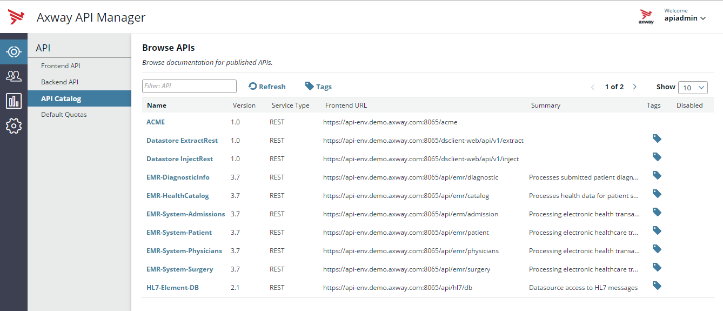 Axway API Manager
axway
Welcome
apiadmin
API
Frontend API
Backend API
API Catalog
Default Quotas
Browse APIs
Browse documentation for published APIs.
Filter: API
Refresh
Tags
1 of 2
Show
10
Name Version Service Type Frontend URL Summary Tags Disabled
ACME 1.0 REST https://api-env.demo.axway.com:8065/acme
Datastore ExtractRest 1.0 REST https://api-env.demo.axway.com:8065/dsclient-web/api/v1/extract
Datastore InjectRest 1.0 REST https://api-env.demo.axway.com:8065/dsclient-web/api/v1/inject
EMR-DiagnosticInfo 3.7 REST https://api-env.demo.axway.com:8065/api/emr/diagnostic Processes submitted patient diagn...
EMR-HealthCatalog 3.7 REST https://api-env.demo.axway.com:8065/api/emr/catalog Processes health data for patient s...
EMR-System-Admissions 3.7 REST https://api-env.demo.axway.com:8065/api/emr/admission Processing electronic health transa...
EMR-System-Patient 3.7 REST https://api-env.demo.axway.com:8065/api/emr/patient Processing electronic healthcare tr...
EMR-System-Physicians 3.7 REST https://api-env.demo.axway.com:8065/api/emr/physicians Processing electronic health transa...
EMR-System-Surgery 3.7 REST https://api-env.demo.axway.com:8065/api/emr/surgery Processing electronic healthcare tr...
HL7-Element-DB 2.1 REST https://api-env.demo.axway.com:8065/api/hl7/db Datasource access to HL7 messages